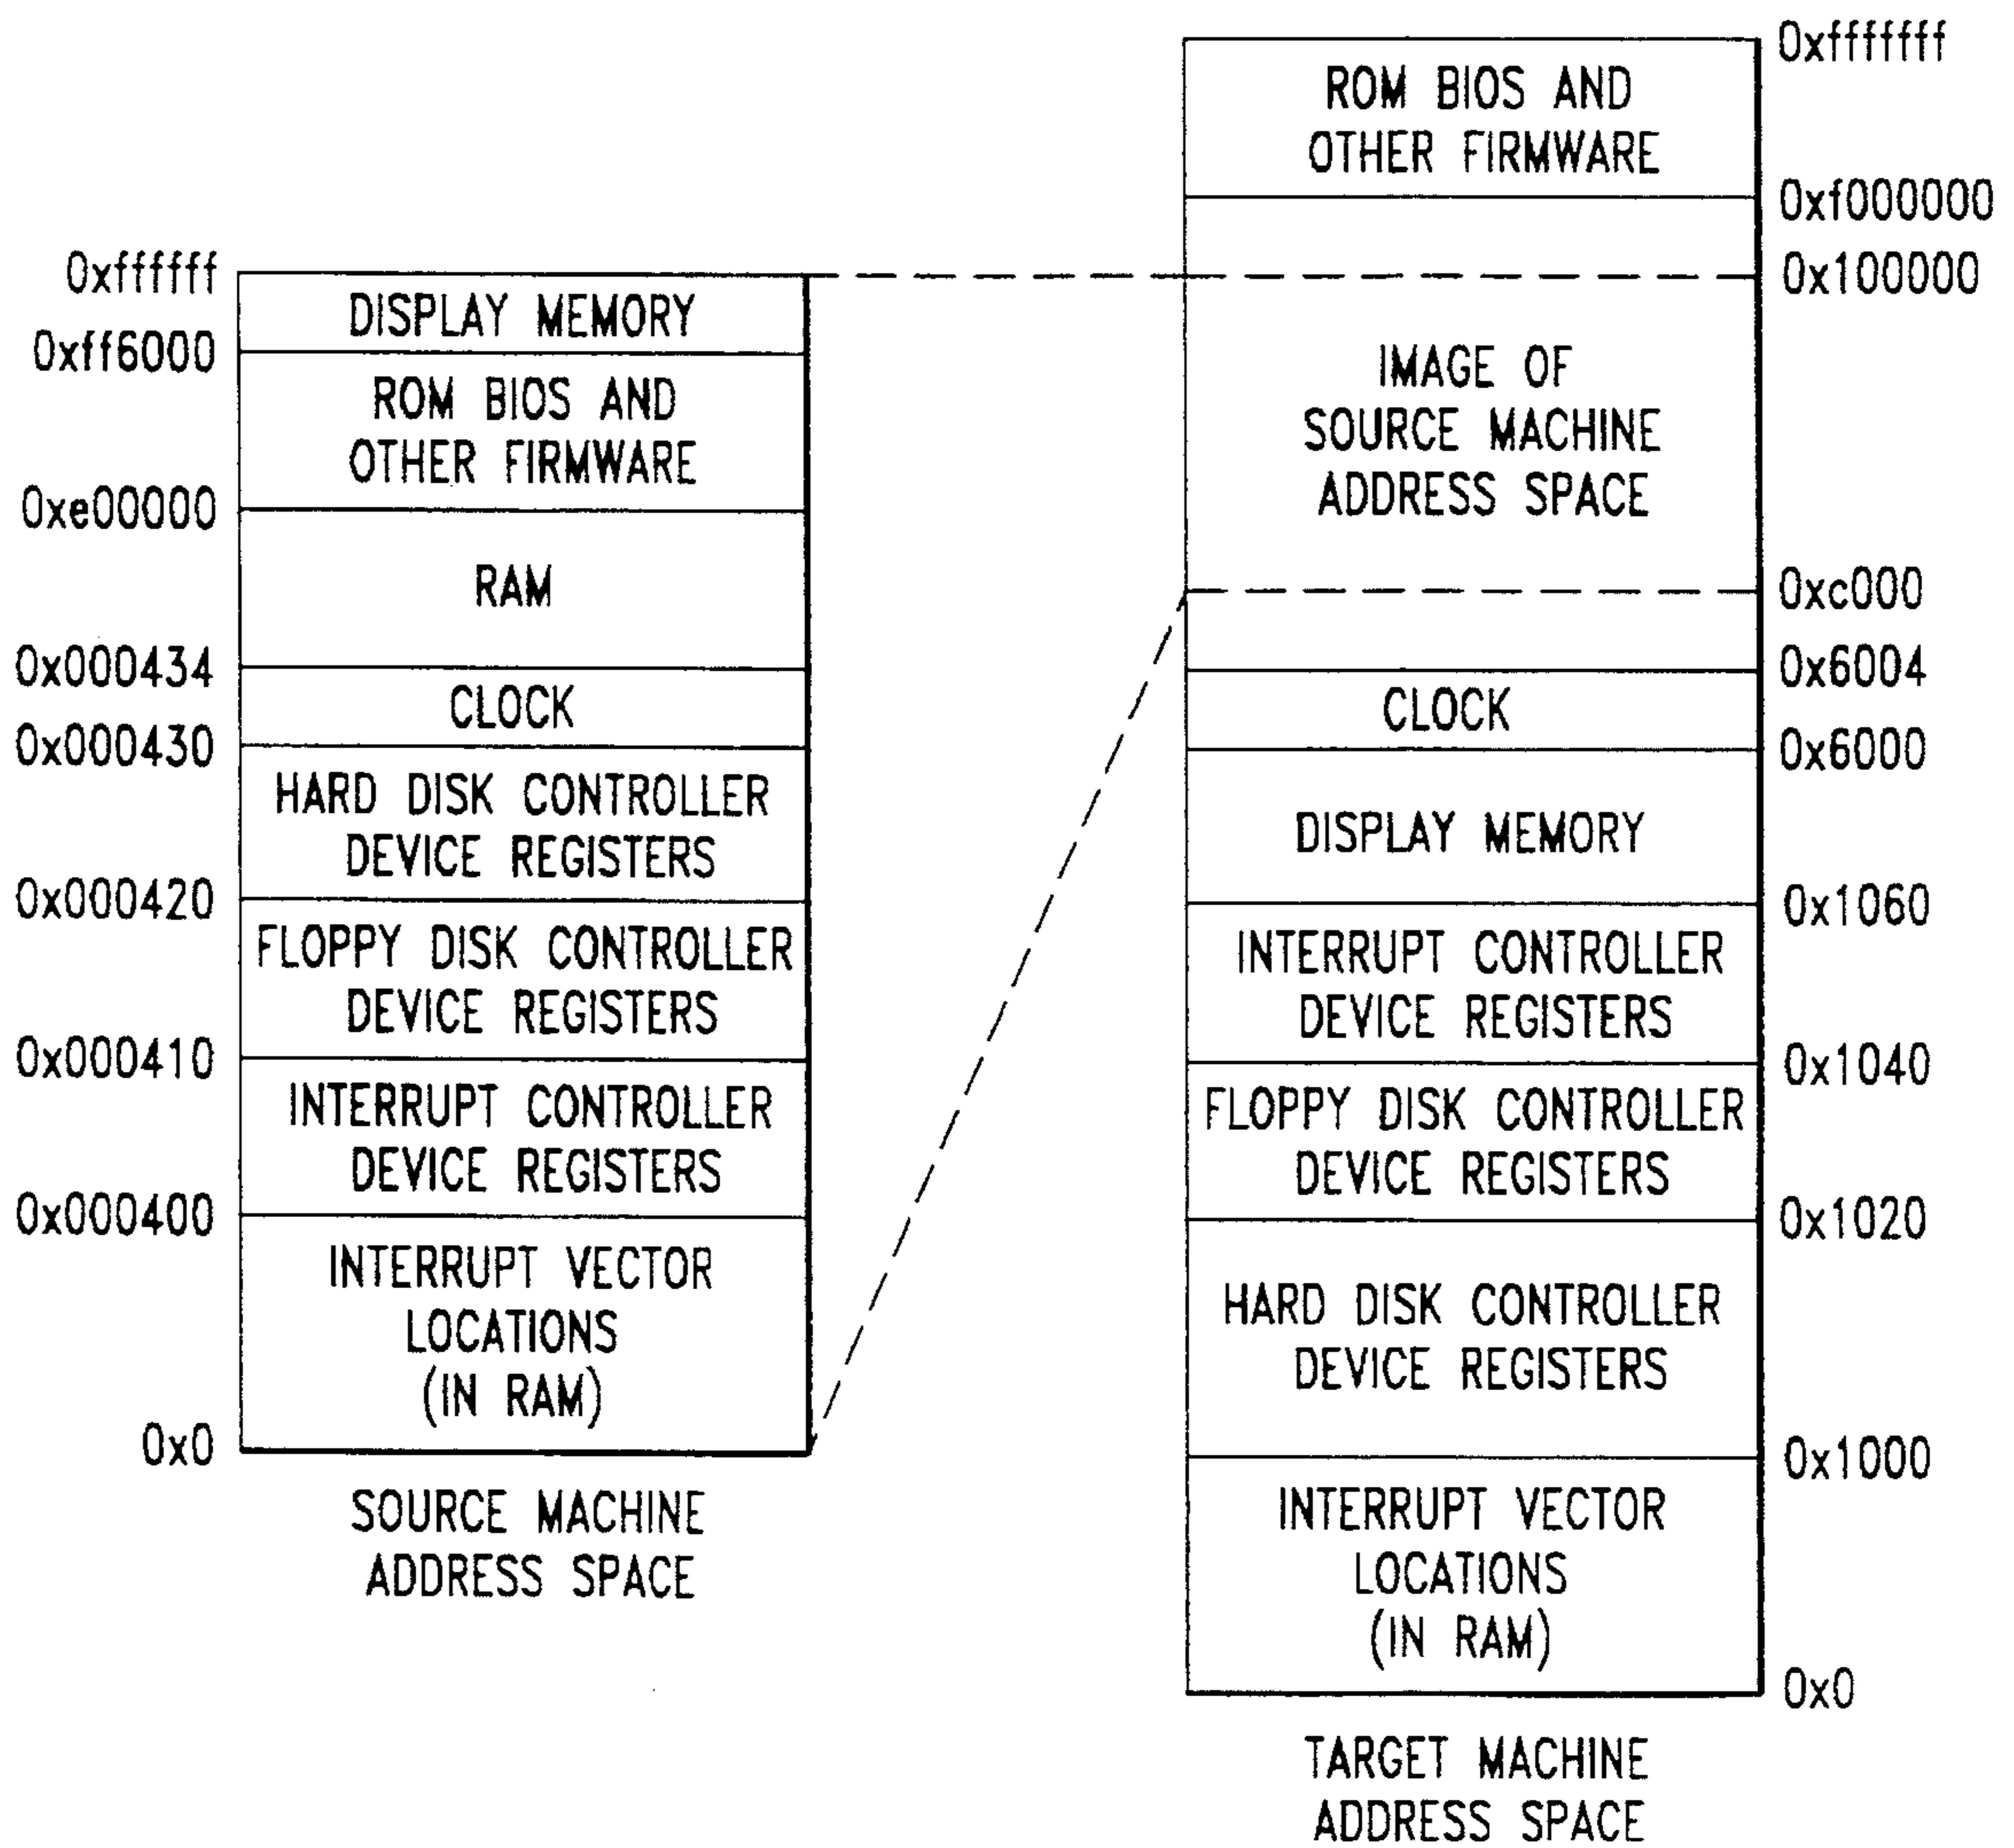 0xffffff
DISPLAY MEMORY
0xff6000
ROM BIOS AND
OTHER FIRMWARE
0xe00000
RAM
0x000434
CLOCK
0x000430
HARD DISK CONTROLLER
DEVICE REGISTERS
0x000420
FLOPPY DISK CONTROLLER
DEVICE REGISTERS
0x000410
INTERRUPT CONTROLLER
DEVICE REGISTERS
0x000400
INTERRUPT VECTOR
LOCATIONS
(IN RAM)
0x0
SOURCE MACHINE
ADDRESS SPACE
0xfffffff
ROM BIOS AND
OTHER FIRMWARE
0xf000000
0x100000
IMAGE OF
SOURCE MACHINE
ADDRESS SPACE
0xc000
0x6004
CLOCK
0x6000
DISPLAY MEMORY
0x1060
INTERRUPT CONTROLLER
DEVICE REGISTERS
0x1040
FLOPPY DISK CONTROLLER
DEVICE REGISTERS
0x1020
HARD DISK CONTROLLER
DEVICE REGISTERS
0x1000
INTERRUPT VECTOR
LOCATIONS
(IN RAM)
0x0
TARGET MACHINE
ADDRESS SPACE